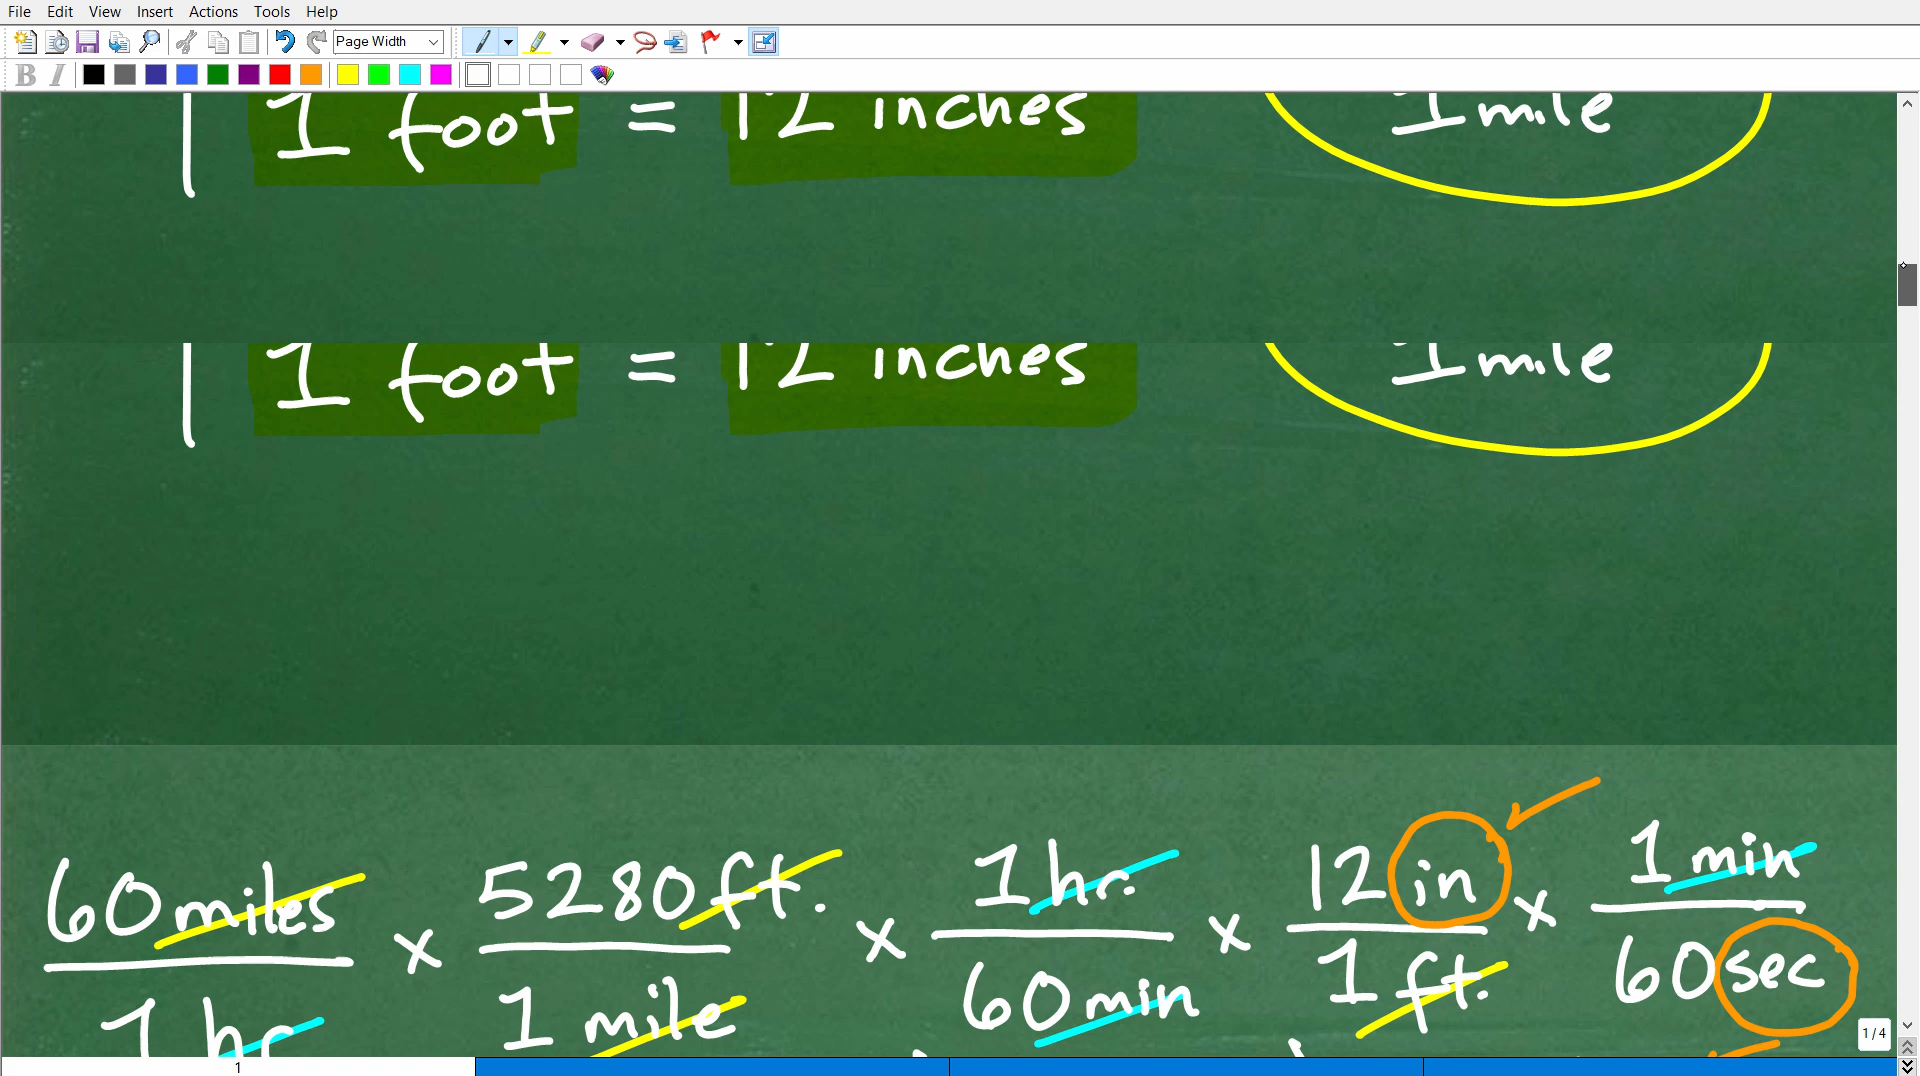 File Edit View Insert Actions Tools Help
Page Width
B I
1 foot = 12 inches 1 mile
1 foot = 12 inches 1 mile
60 miles x 5280 ft. x 1 hr. x 12 in x 1 min
1 hr 1 mile 60 min 1 ft. 60 sec
1/4
1